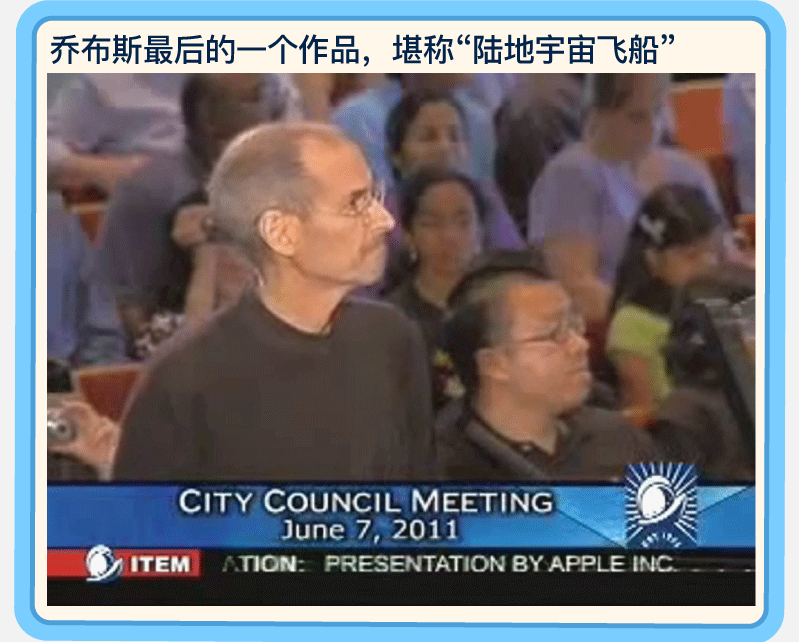 乔布斯最后的一个作品，堪称“陆地宇宙飞船”
CITY COUNCIL MEETING
June 7, 2011
ITEM ATION: PRESENTATION BY APPLE INC.